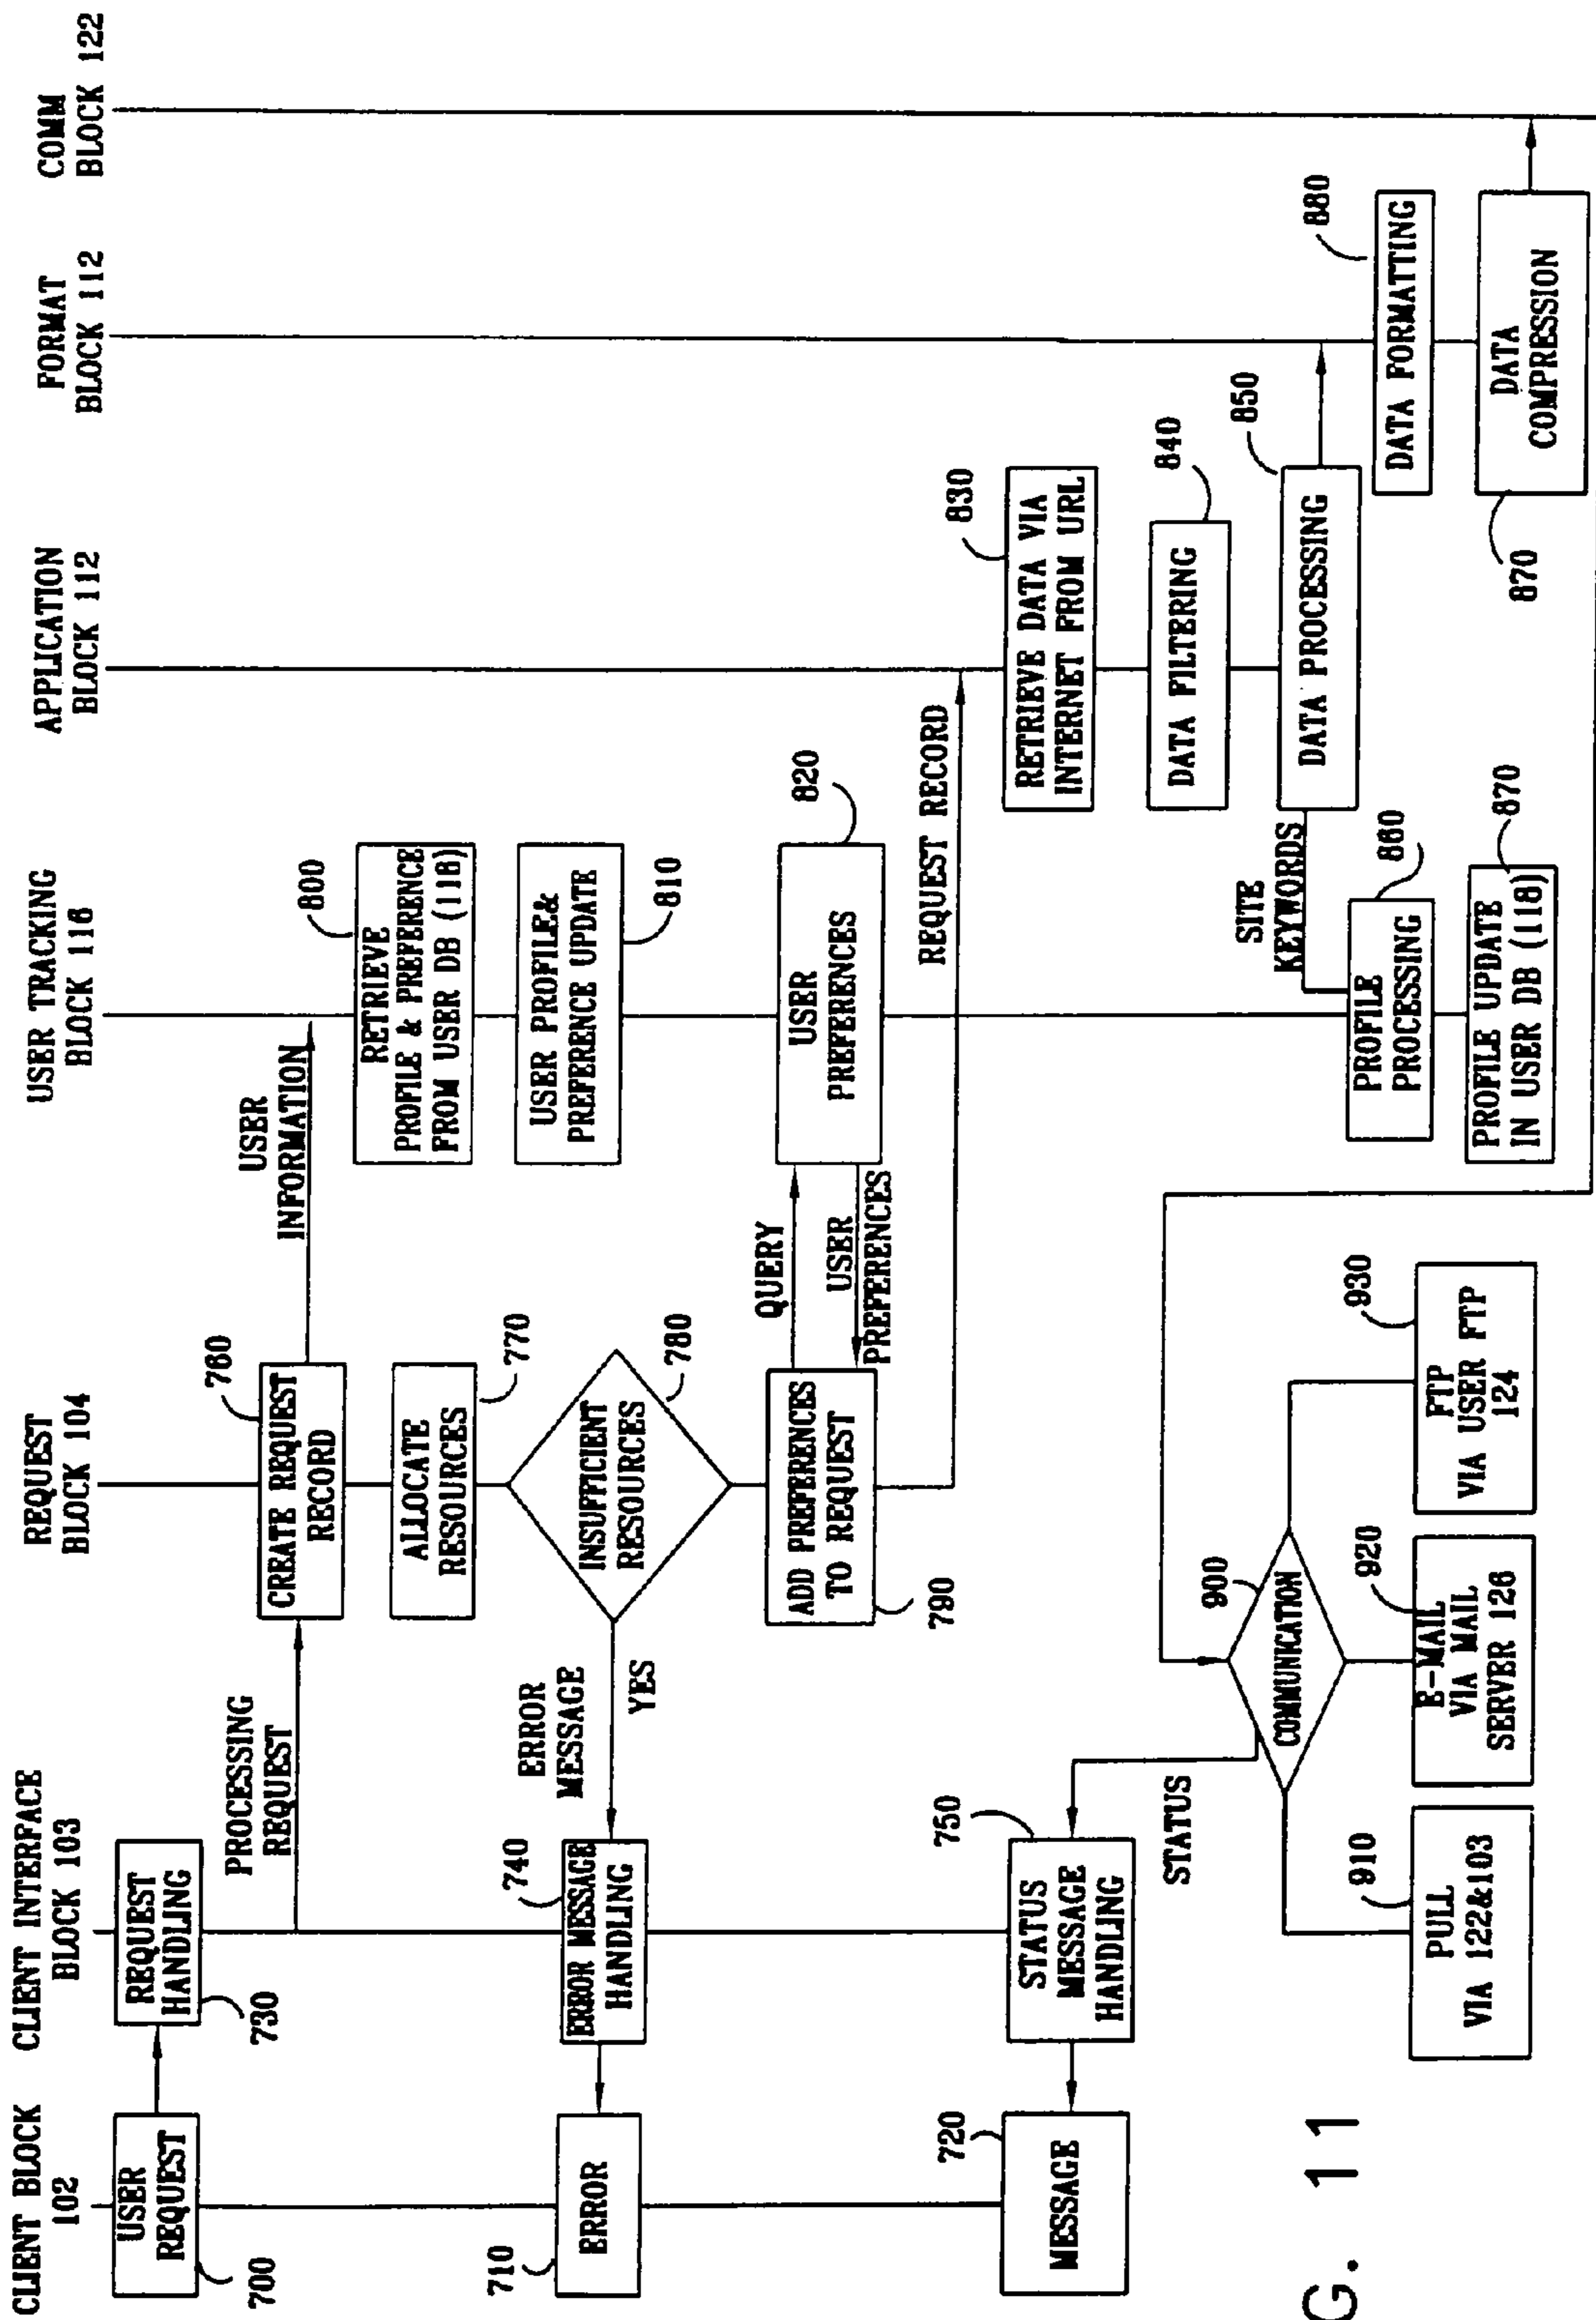 CLIENT BLOCK
102
CLIENT INTERFACE
BLOCK 103
REQUEST
BLOCK 104
USER TRACKING
BLOCK 116
APPLICATION
BLOCK 112
FORMAT
BLOCK 112
COMM
BLOCK 122
USER
REQUEST
700
REQUEST
HANDLING
730
PROCESSING
REQUEST
760
CREATE REQUEST
RECORD
USER
INFORMATION
800
RETRIEVE
PROFILE & PREFERENCE
FROM USER DB (118)
ALLOCATE
RESOURCES
770
USER PROFILE&
PREFERENCE UPDATE
810
INSUFFICIENT
RESOURCES
780
ERROR
MESSAGE
YES
740
ERROR MESSAGE
HANDLING
710
ERROR
ADD PREFERENCES
TO REQUEST
790
QUERY
USER
PREFERENCES
USER
PREFERENCES
820
REQUEST RECORD
830
RETRIEVE DATA VIA
INTERNET FROM URL
840
DATA FILTERING
850
DATA PROCESSING
SITE
KEYWORDS
860
PROFILE
PROCESSING
870
PROFILE UPDATE
IN USER DB (118)
880
DATA FORMATTING
DATA
COMPRESSION
870
750
STATUS
MESSAGE
HANDLING
720
MESSAGE
STATUS
900
COMMUNICATION
910
PULL
VIA 122&103
920
E-MAIL
VIA MAIL
SERVER 126
930
FTP
VIA USER FTP
124
G. 11